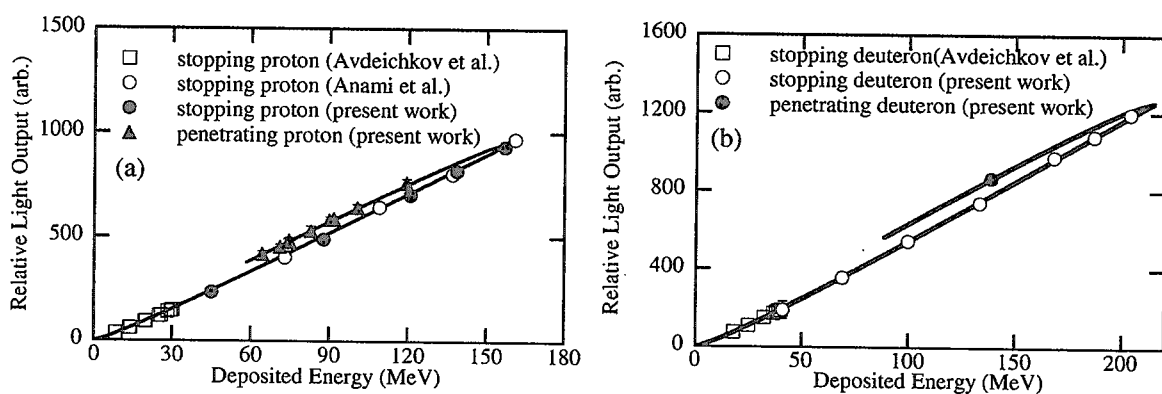 1500
1000
500
0
Relative Light Output (arb.)
stopping proton (Avdeichkov et al.)
stopping proton (Anami et al.)
stopping proton (present work)
penetrating proton (present work)
(a)
0 30 60 90 120 150 180
Deposited Energy (MeV)
1600
1200
800
400
0
Relative Light Output (arb.)
stopping deuteron(Avdeichkov et al.)
stopping deuteron (present work)
penetrating deuteron (present work)
(b)
0 50 100 150 200
Deposited Energy (MeV)